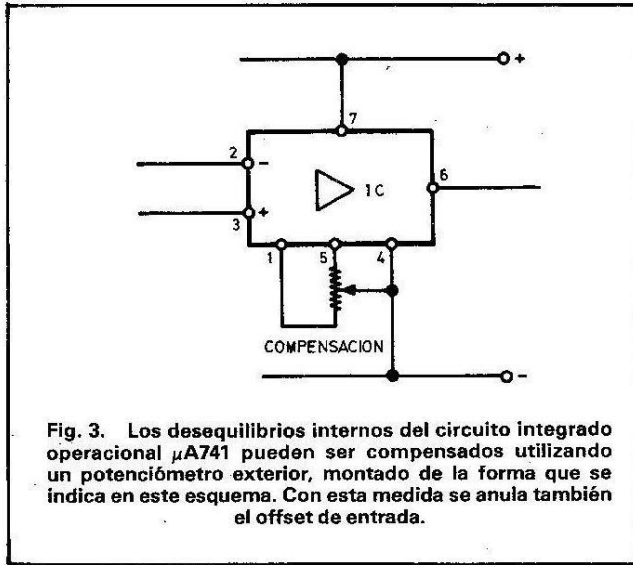 +
7
2
-
6
IC
+
3
1
5
4
COMPENSACION
-
Fig. 3. Los desequilibrios internos del circuito integrado
operacional µA741 pueden ser compensados utilizando
un potenciómetro exterior, montado de la forma que se
indica en este esquema. Con esta medida se anula también
el offset de entrada.